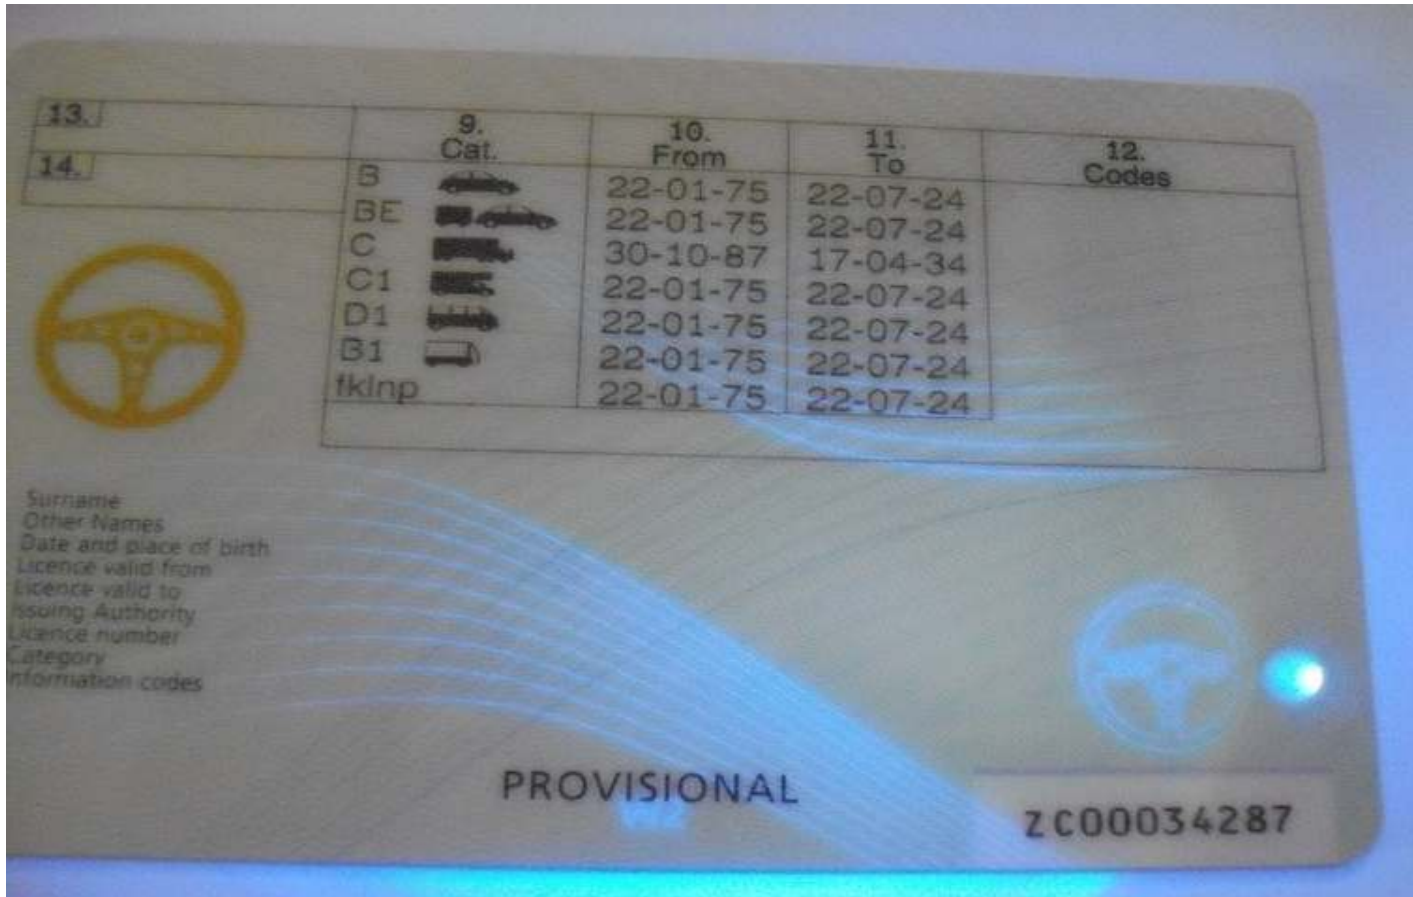 13.
14.
9. Cat. 10. From 11. To 12. Codes
B 22-01-75 22-07-24
BE 22-01-75 22-07-24
C 30-10-87 17-04-34
C1 22-01-75 22-07-24
D1 22-01-75 22-07-24
B1 22-01-75 22-07-24
fklnp 22-01-75 22-07-24
Surname
Other Names
Date and place of birth
Licence valid from
Licence valid to
Issuing Authority
Licence number
Category
Information codes
PROVISIONAL
ZC00034287